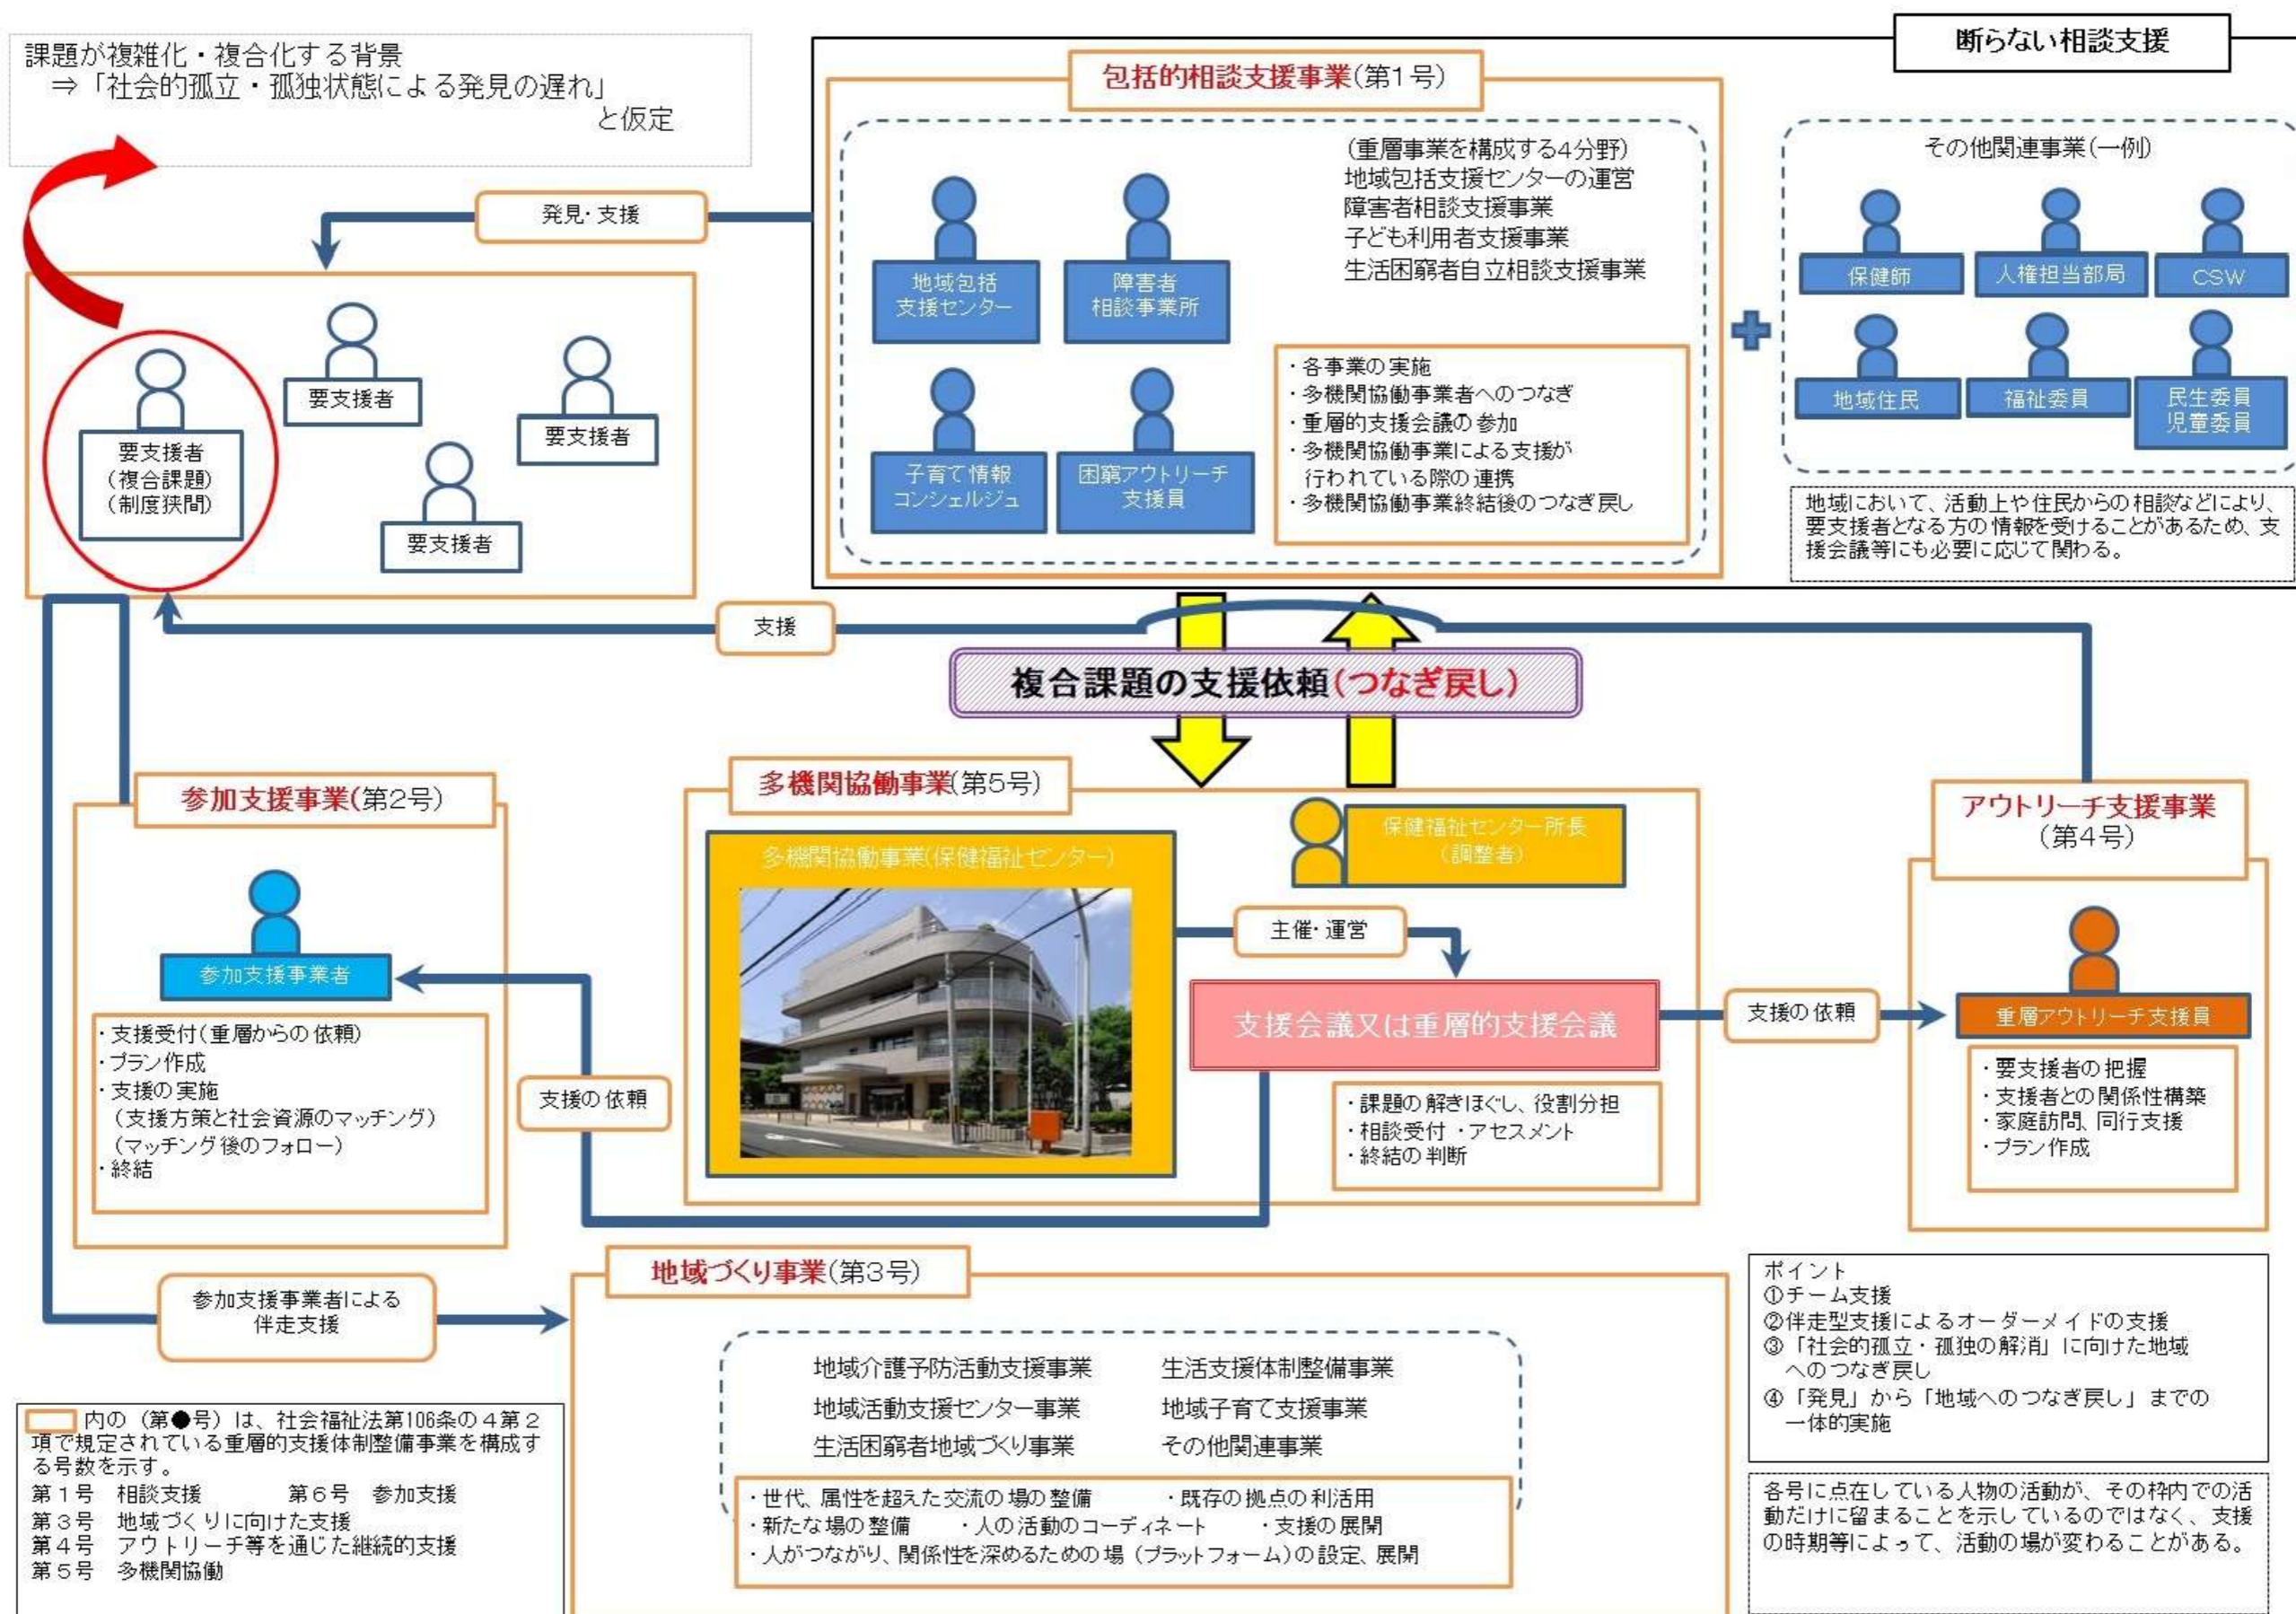 課題が複雑化・複合化する背景
⇒「社会的孤立・孤独状態による発見の遅れ」
と仮定
断らない相談支援
包括的相談支援事業(第1号)
(重層事業を構成する4分野)
地域包括支援センターの運営
障害者相談支援事業
子ども利用者支援事業
生活困窮者自立相談支援事業
地域包括
支援センター
障害者
相談事業所
子育て情報
コンシェルジュ
困窮アウトリーチ
支援員
・各事業の実施
・多機関協働事業者へのつなぎ
・重層的支援会議の参加
・多機関協働事業による支援が
行われている際の連携
・多機関協働事業終結後のつなぎ戻し
その他関連事業(一例)
保健師
人権担当部局
CSW
地域住民
福祉委員
民生委員
児童委員
地域において、活動上や住民からの相談などにより、
要支援者となる方の情報を受けることがあるため、支
援会議等にも必要に応じて関わる。
発見・支援
要支援者
(複合課題)
(制度狭間)
要支援者
要支援者
要支援者
支援
複合課題の支援依頼(つなぎ戻し)
参加支援事業(第2号)
参加支援事業者
・支援受付(重層からの依頼)
・プラン作成
・支援の実施
(支援方策と社会資源のマッチング)
(マッチング後のフォロー)
・終結
支援の依頼
多機関協働事業(第5号)
多機関協働事業(保健福祉センター)
保健福祉センター所長
(調整者)
主催・運営
支援会議又は重層的支援会議
・課題の解きほぐし、役割分担
・相談受付・アセスメント
・終結の判断
支援の依頼
アウトリーチ支援事業
(第4号)
重層アウトリーチ支援員
・要支援者の把握
・支援者との関係性構築
・家庭訪問、同行支援
・プラン作成
参加支援事業者による
伴走支援
地域づくり事業(第3号)
地域介護予防活動支援事業 生活支援体制整備事業
地域活動支援センター事業 地域子育て支援事業
生活困窮者地域づくり事業 その他関連事業
・世代、属性を超えた交流の場の整備 ・既存の拠点の利活用
・新たな場の整備 ・人の活動のコーディネート ・支援の展開
・人がつながり、関係性を深めるための場(プラットフォーム)の設定、展開
内の(第●号)は、社会福祉法第106条の4第2
項で規定されている重層的支援体制整備事業を構成す
る号数を示す。
第1号 相談支援 第6号 参加支援
第3号 地域づくりに向けた支援
第4号 アウトリーチ等を通じた継続的支援
第5号 多機関協働
ポイント
①チーム支援
②伴走型支援によるオーダーメイドの支援
③「社会的孤立・孤独の解消」に向けた地域
へのつなぎ戻し
④「発見」から「地域へのつなぎ戻し」までの
一体的実施
各号に点在している人物の活動が、その枠内での活
動だけに留まることを示しているのではなく、支援
の時期等によって、活動の場が変わることがある。